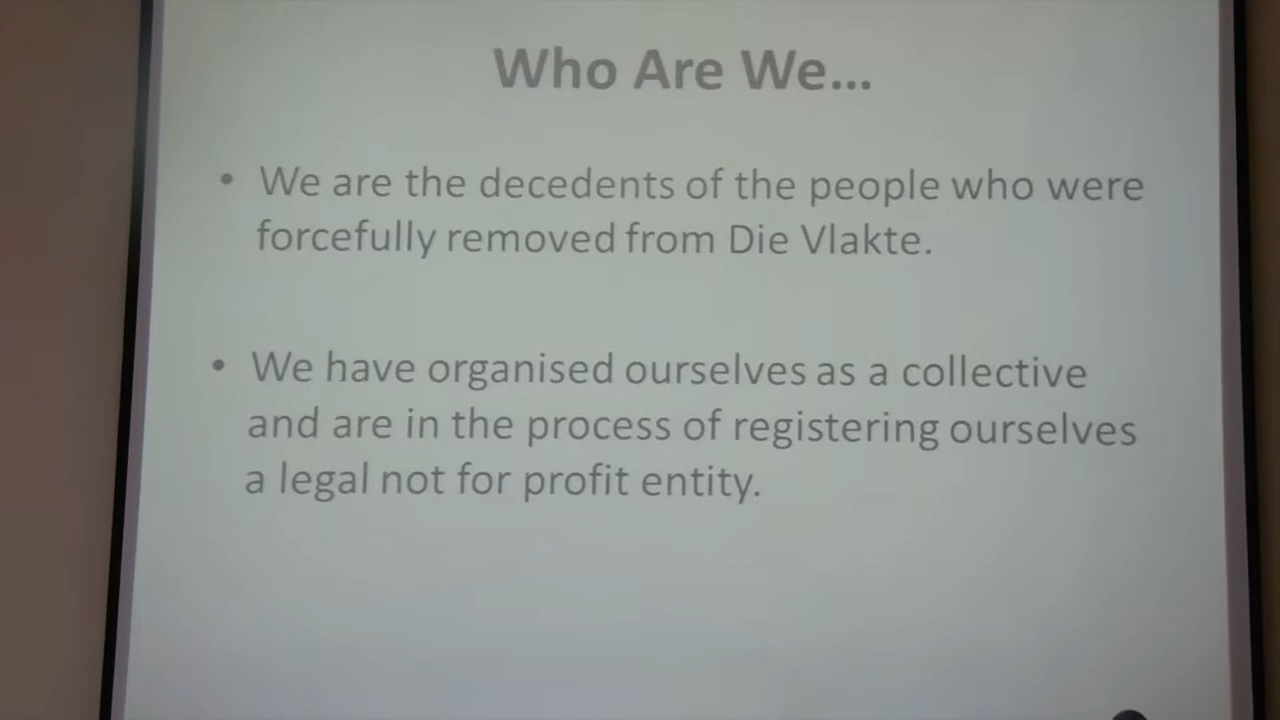 Who Are We...
• We are the decedents of the people who were
forcefully removed from Die Vlakte.
• We have organised ourselves as a collective
and are in the process of registering ourselves
a legal not for profit entity.